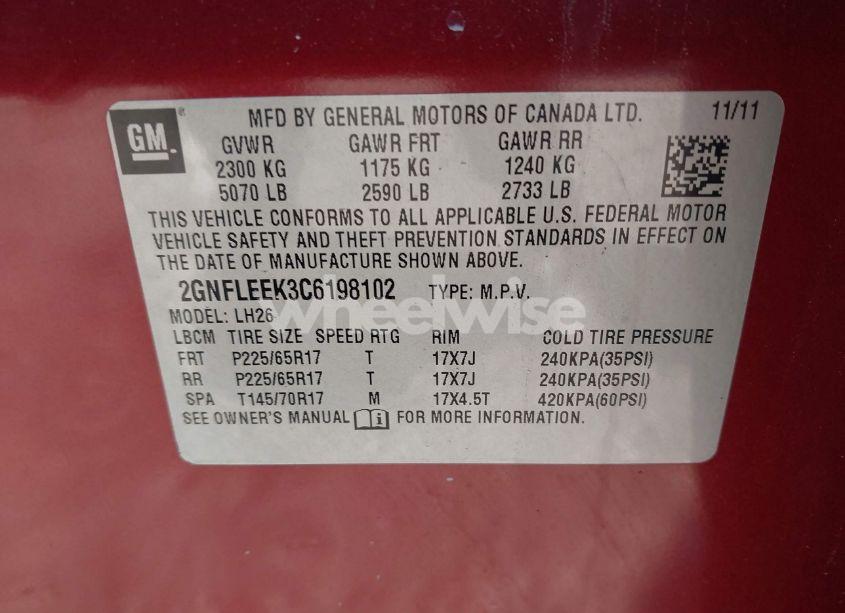 GM ® MFD BY GENERAL MOTORS OF CANADA LTD. 11/11
GVWR GAWR FRT GAWR RR
2300 KG 1175 KG 1240 KG
5070 LB 2590 LB 2733 LB
THIS VEHICLE CONFORMS TO ALL APPLICABLE U.S. FEDERAL MOTOR
VEHICLE SAFETY AND THEFT PREVENTION STANDARDS IN EFFECT ON
THE DATE OF MANUFACTURE SHOWN ABOVE.
2GNFLEEK3C6198102 TYPE: M.P.V.
MODEL: LH26
wheelwise
LBCM TIRE SIZE SPEED RTG RIM COLD TIRE PRESSURE
FRT P225/65R17 T 17X7J 240KPA(35PSI)
RR P225/65R17 T 17X7J 240KPA(35PSI)
SPA T145/70R17 M 17X4.5T 420KPA(60PSI)
SEE OWNER'S MANUAL FOR MORE INFORMATION.